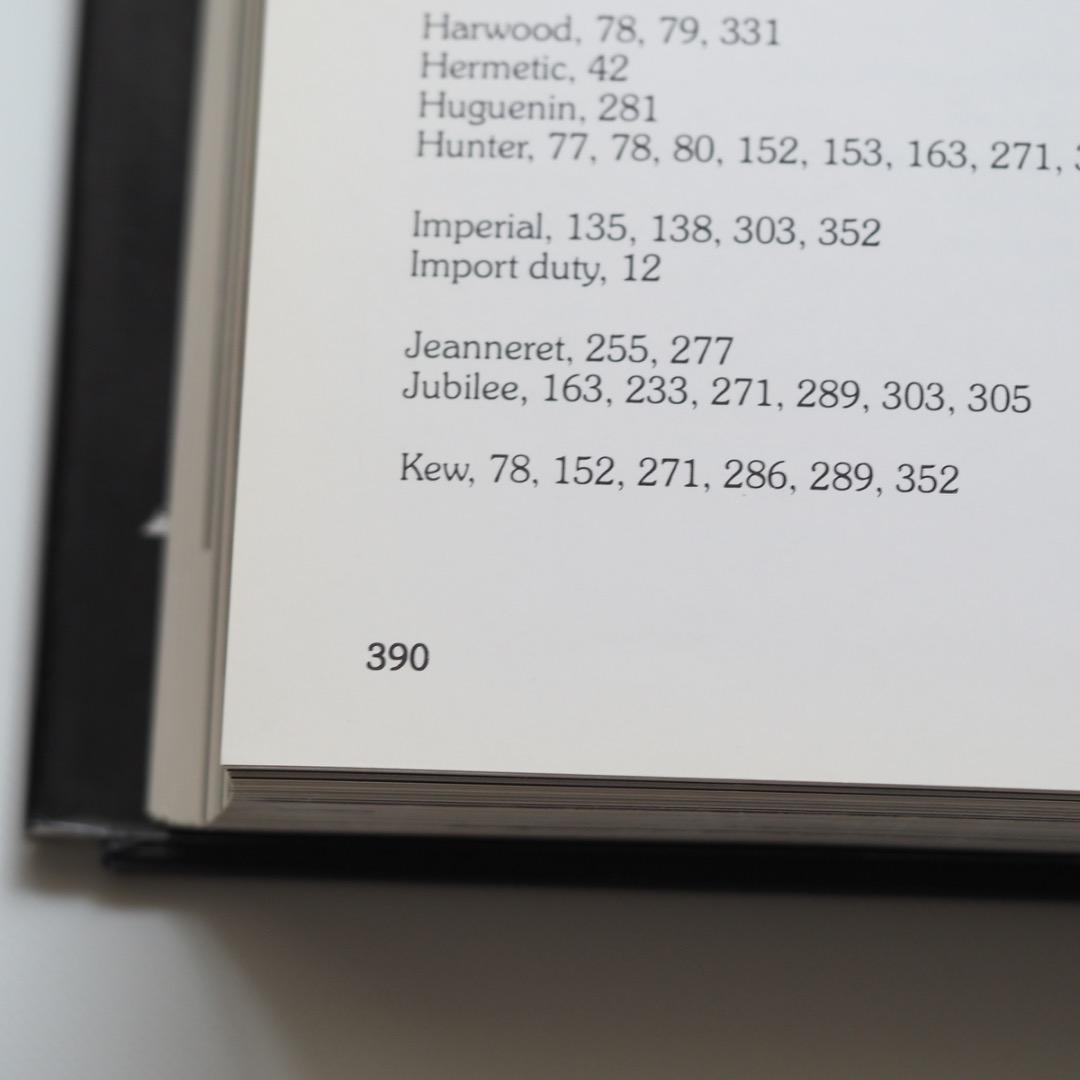 Harwood, 78, 79, 331
Hermetic, 42
Huguenin, 281
Hunter, 77, 78, 80, 152, 153, 163, 271,
Imperial, 135, 138, 303, 352
Import duty, 12
Jeanneret, 255, 277
Jubilee, 163, 233, 271, 289, 303, 305
Kew, 78, 152, 271, 286, 289, 352
390